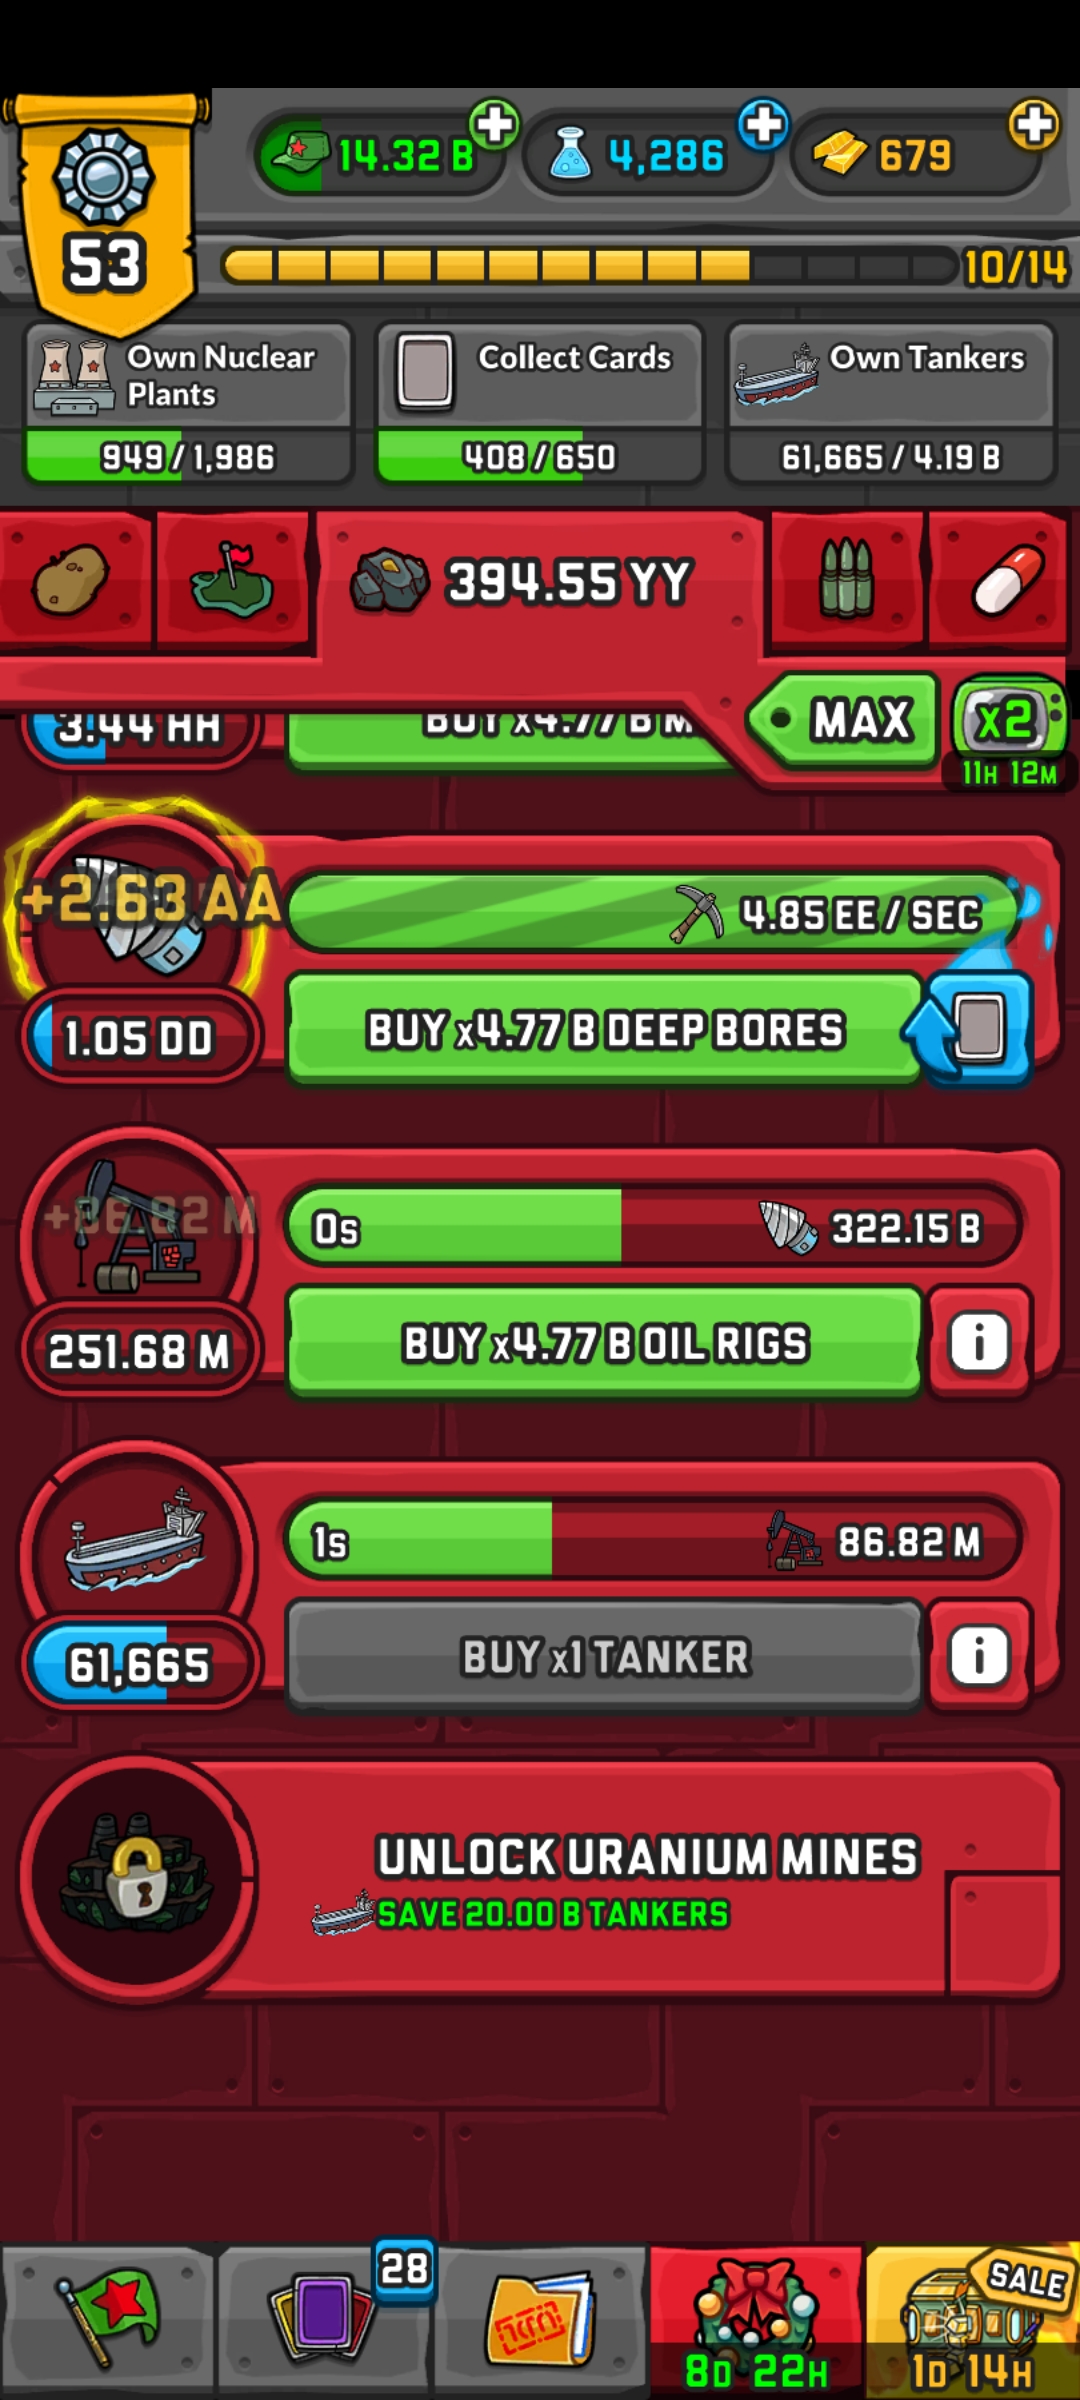 14.32 B
4,286
679
53
10/14
Own Nuclear
Plants
949/1,986
Collect Cards
408/650
Own Tankers
61,665/4.19 B
394.55 YY
MAX
x2
11H 12M
3.44 HH
BUY x4.77 B M
+2.63 AA
4.85 EE / SEC
1.05 DD
BUY x4.77 B DEEP BORES
+86.82 M
0s
322.15 B
251.68 M
BUY x4.77 B OIL RIGS
i
1s
86.82 M
61,665
BUY x1 TANKER
i
UNLOCK URANIUM MINES
SAVE 20.00 B TANKERS
28
SALE
8D 22H
1D 14H